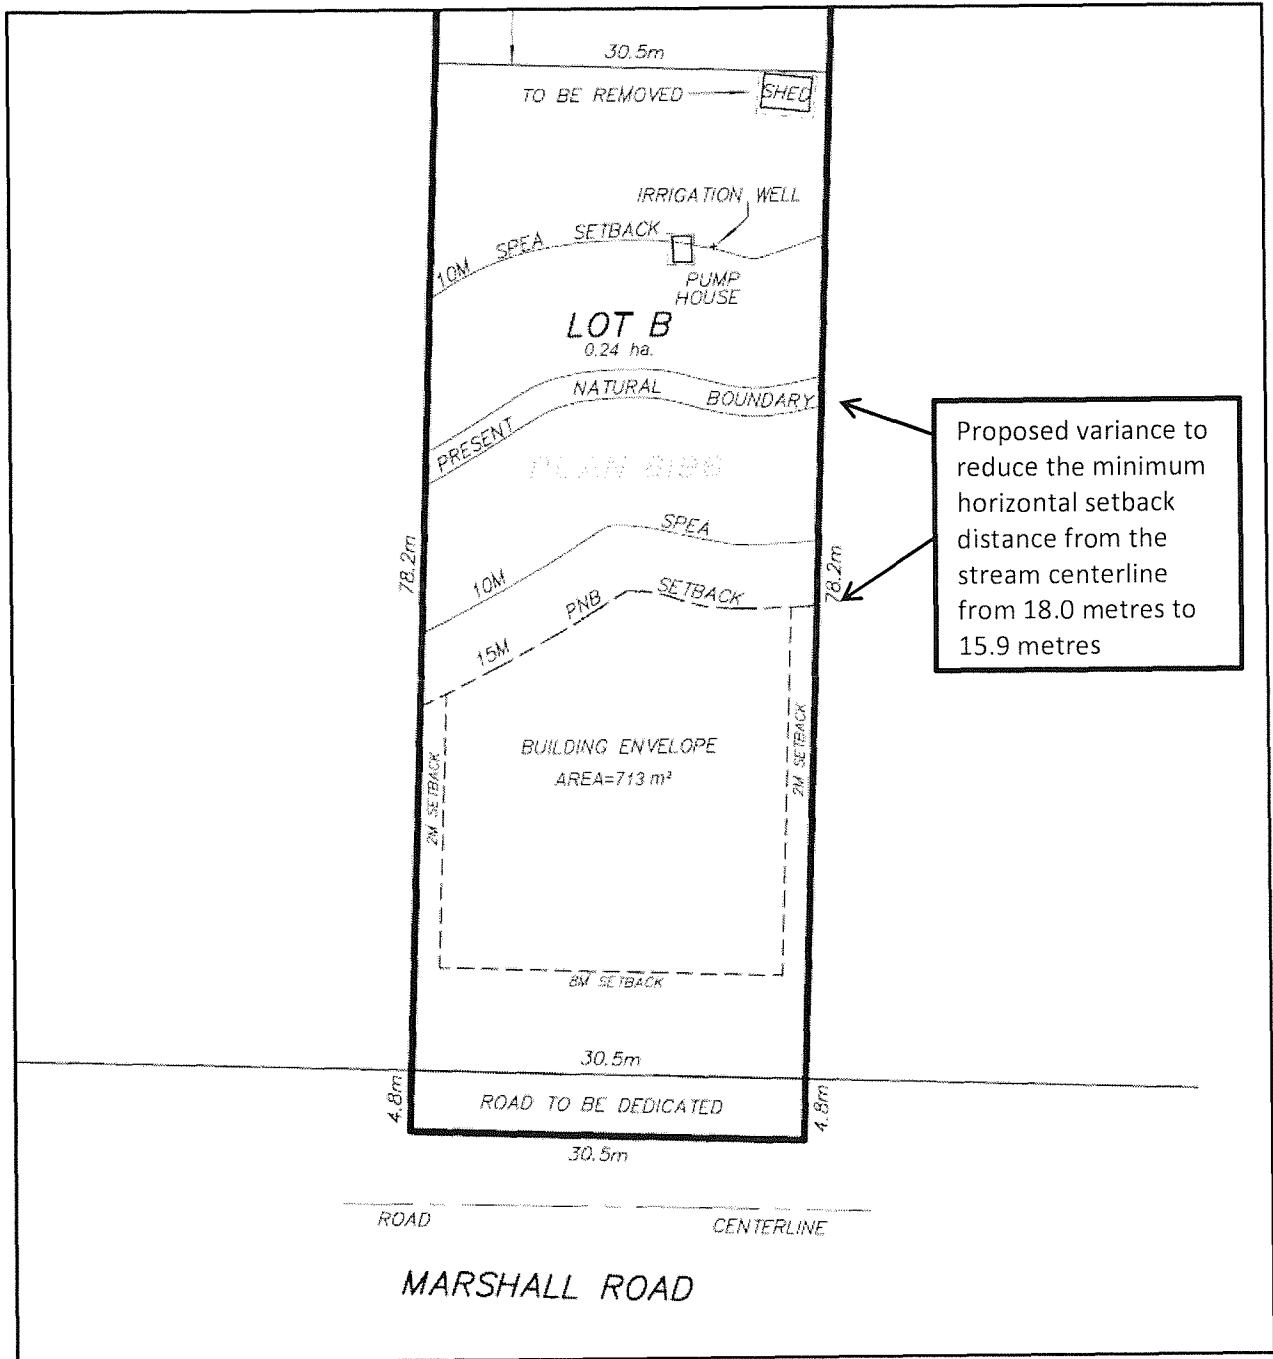 30.5m
TO BE REMOVED
SHED
IRRIGATION WELL
10M SPEA SETBACK
PUMP
HOUSE
LOT B
0.24 ha.
PRESENT NATURAL BOUNDARY
PLAN 8196
Proposed variance to
reduce the minimum
horizontal setback
distance from the
stream centerline
from 18.0 metres to
15.9 metres
78.2m
78.2m
10M SPEA
15M PNB SETBACK
2M SETBACK
2M SETBACK
BUILDING ENVELOPE
AREA=713 m²
8M SETBACK
30.5m
4.8m
ROAD TO BE DEDICATED
4.8m
30.5m
ROAD CENTERLINE
MARSHALL ROAD